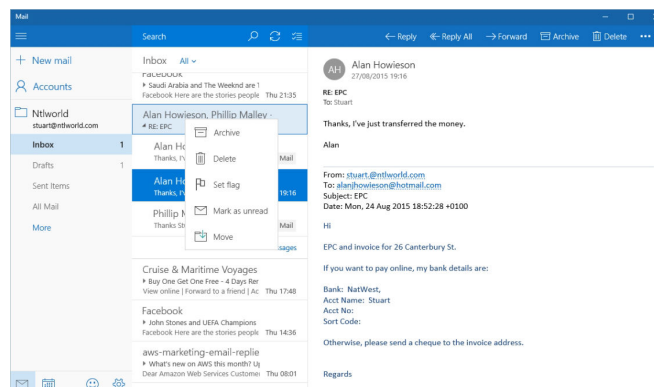 Mail
Search
Reply
Reply All
Forward
Archive
Delete
New mail
Accounts
Ntlworld
stuart@ntlworld.com
Inbox 1
Drafts 1
Sent Items
All Mail
More
Inbox All
Facebook
Saudi Arabia and The Weeknd are
Facebook Here are the stories people Thu 21:35
Alan Howieson, Phillip Malley
RE: EPC
Alan
Thanks, Mail
Alan
Thanks, 19:16
Phillip
Thanks Mail
Archive
Delete
Set flag
Mark as unread
Move
Cruise & Maritime Voyages
Buy One Get One Free - 4 Days
View online | Forward to a friend | Thu 17:48
Facebook
John Stones and UEFA Champions
Facebook Here are the stories people Thu 14:36
aws-marketing-email-replie
What's new on AWS this month?
Dear Amazon Web Services Thu 08:01
AH
Alan Howieson
27/08/2015 19:16
RE: EPC
To: Stuart
Thanks, I've just transferred the money.
Alan
From: stuart.@ntlworld.com
To: alanjhowieson@hotmail.com
Subject: EPC
Date: Mon, 24 Aug 2015 18:52:28 +0100
Hi
EPC and invoice for 26 Canterbury St.
If you want to pay online, my bank details are:
Bank: NatWest,
Acct Name: Stuart
Acct No:
Sort Code:
Otherwise, please send a cheque to the invoice address.
Regards